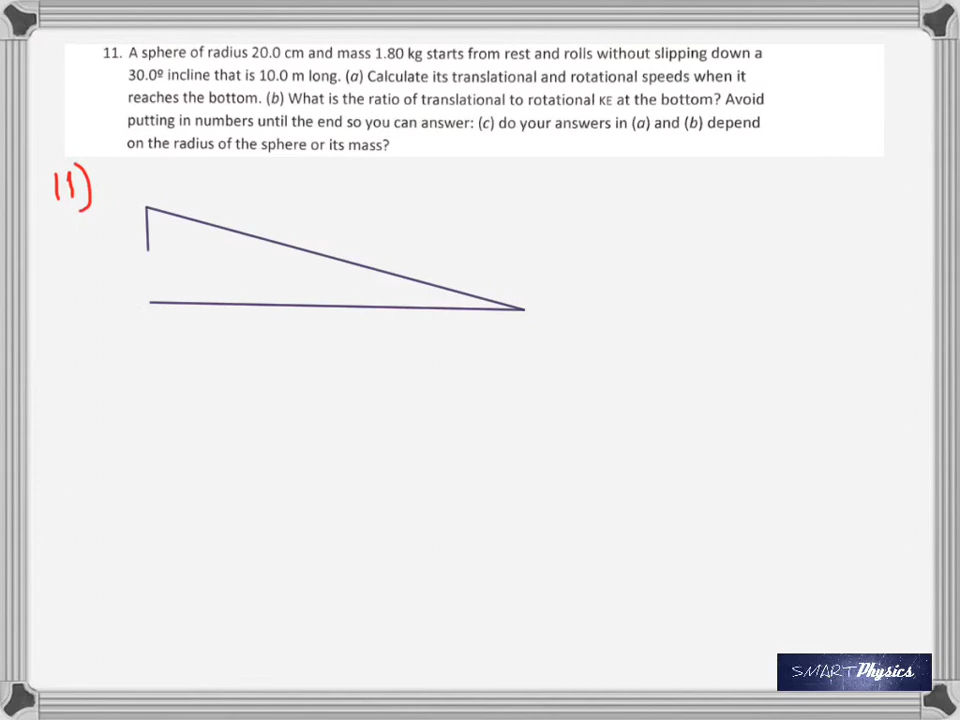 11. A sphere of radius 20.0 cm and mass 1.80 kg starts from rest and rolls without slipping down a
30.0º incline that is 10.0 m long. (a) Calculate its translational and rotational speeds when it
reaches the bottom. (b) What is the ratio of translational to rotational KE at the bottom? Avoid
putting in numbers until the end so you can answer: (c) do your answers in (a) and (b) depend
on the radius of the sphere or its mass?
11)
SMART Physics